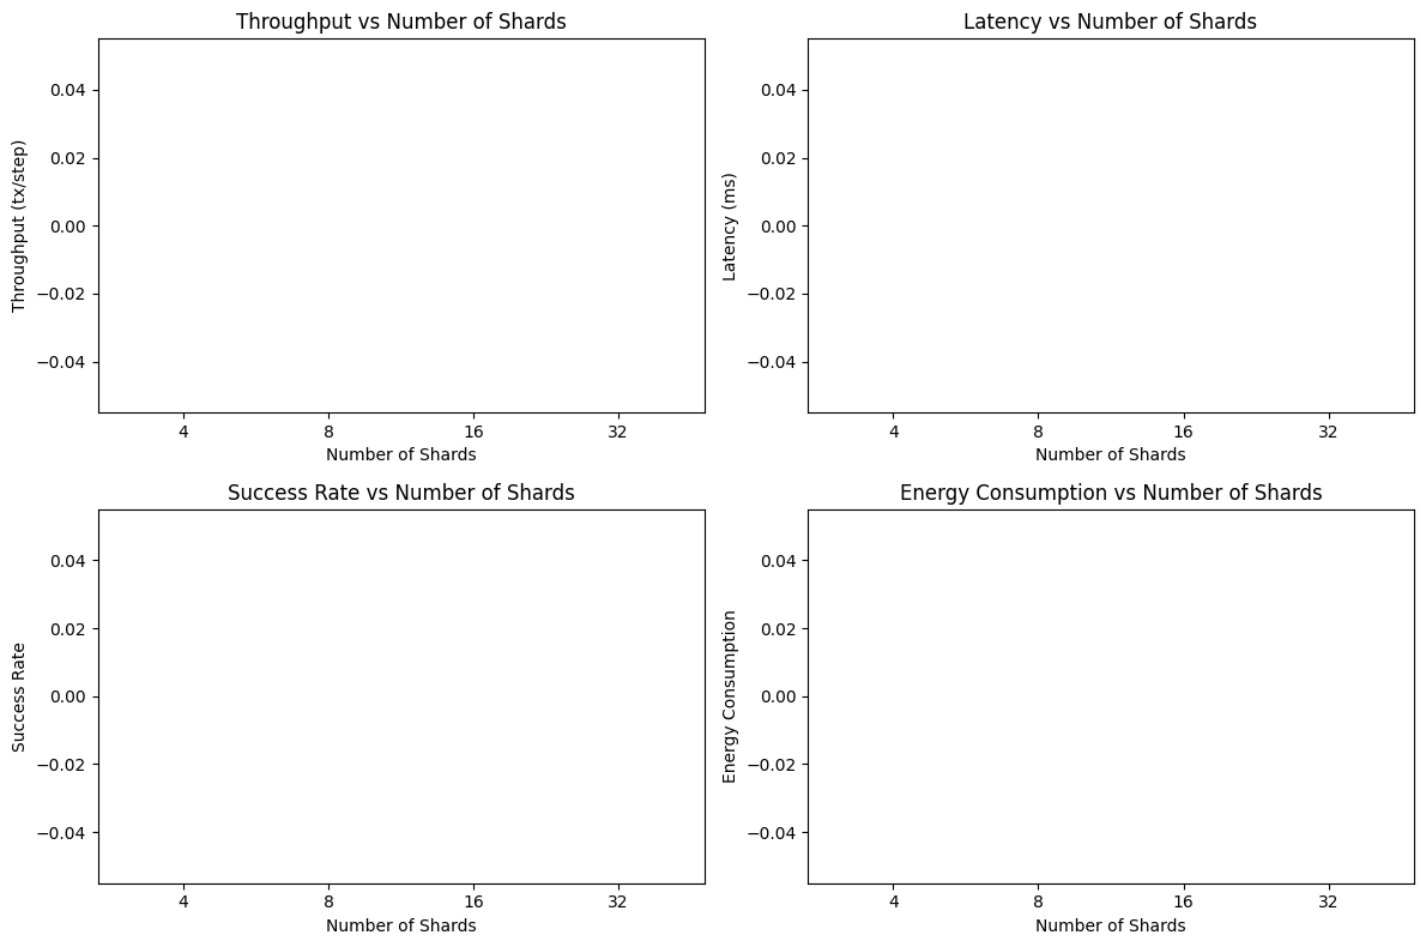 Throughput vs Number of Shards
Throughput (tx/step)
0.04
0.02
0.00
−0.02
−0.04
4 8 16 32
Number of Shards
Latency vs Number of Shards
Latency (ms)
0.04
0.02
0.00
−0.02
−0.04
4 8 16 32
Number of Shards
Success Rate vs Number of Shards
Success Rate
0.04
0.02
0.00
−0.02
−0.04
4 8 16 32
Number of Shards
Energy Consumption vs Number of Shards
Energy Consumption
0.04
0.02
0.00
−0.02
−0.04
4 8 16 32
Number of Shards